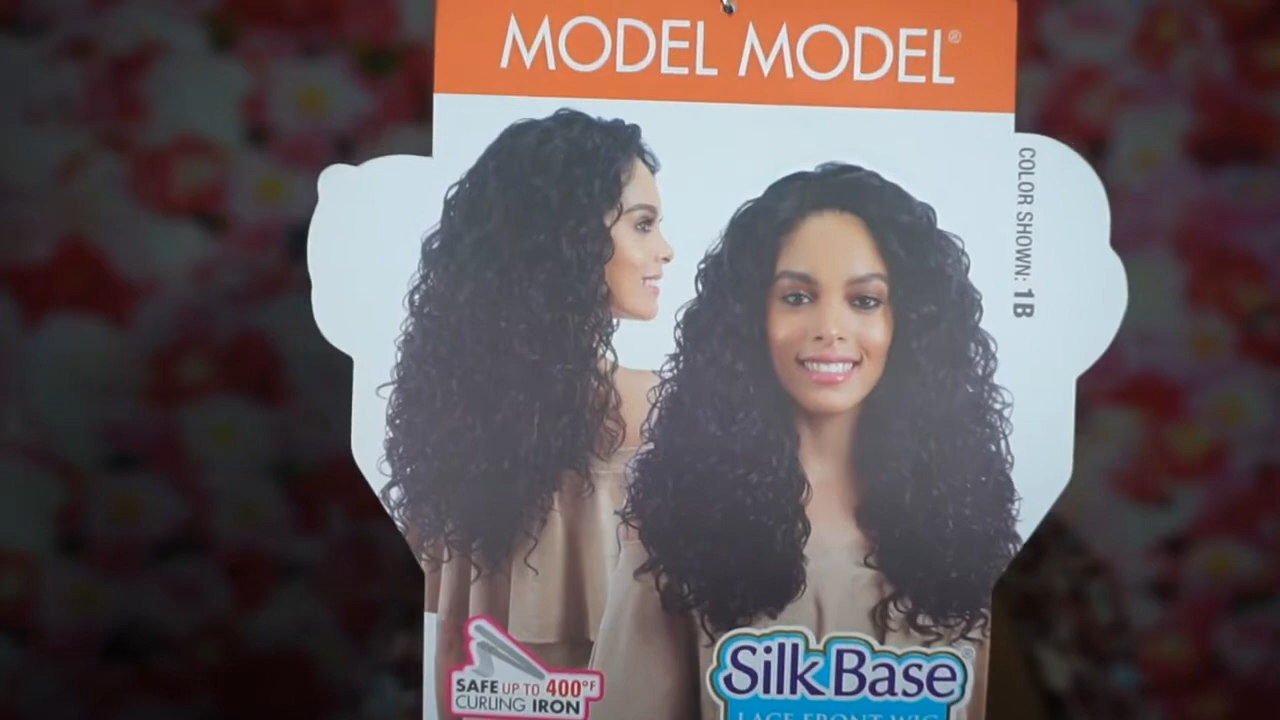 MODEL MODEL®
COLOR SHOWN: 1B
SAFE UP TO 400°F
CURLING IRON
Silk Base®
LACE FRONT WIG